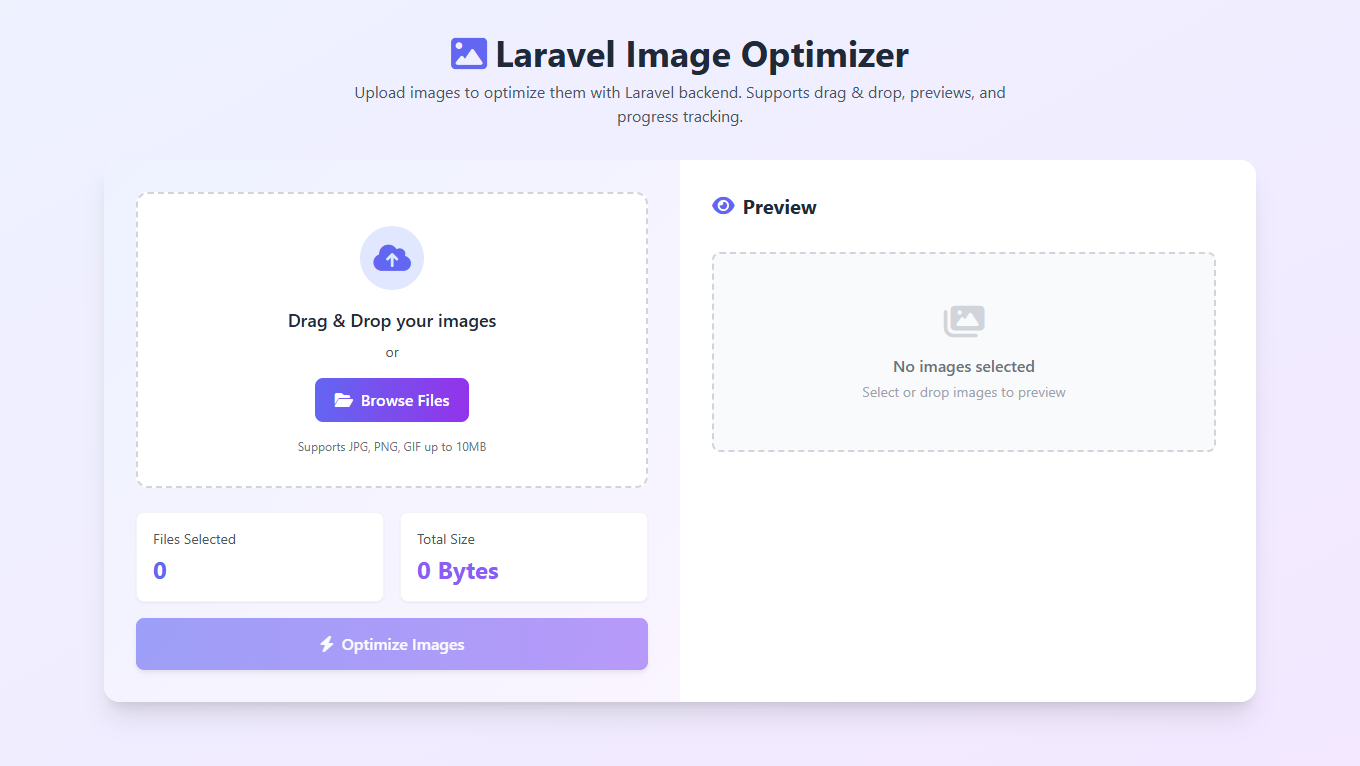 Laravel Image Optimizer
Upload images to optimize them with Laravel backend. Supports drag & drop, previews, and
progress tracking.
Drag & Drop your images
or
Browse Files
Supports JPG, PNG, GIF up to 10MB
Files Selected
0
Total Size
0 Bytes
Optimize Images
Preview
No images selected
Select or drop images to preview